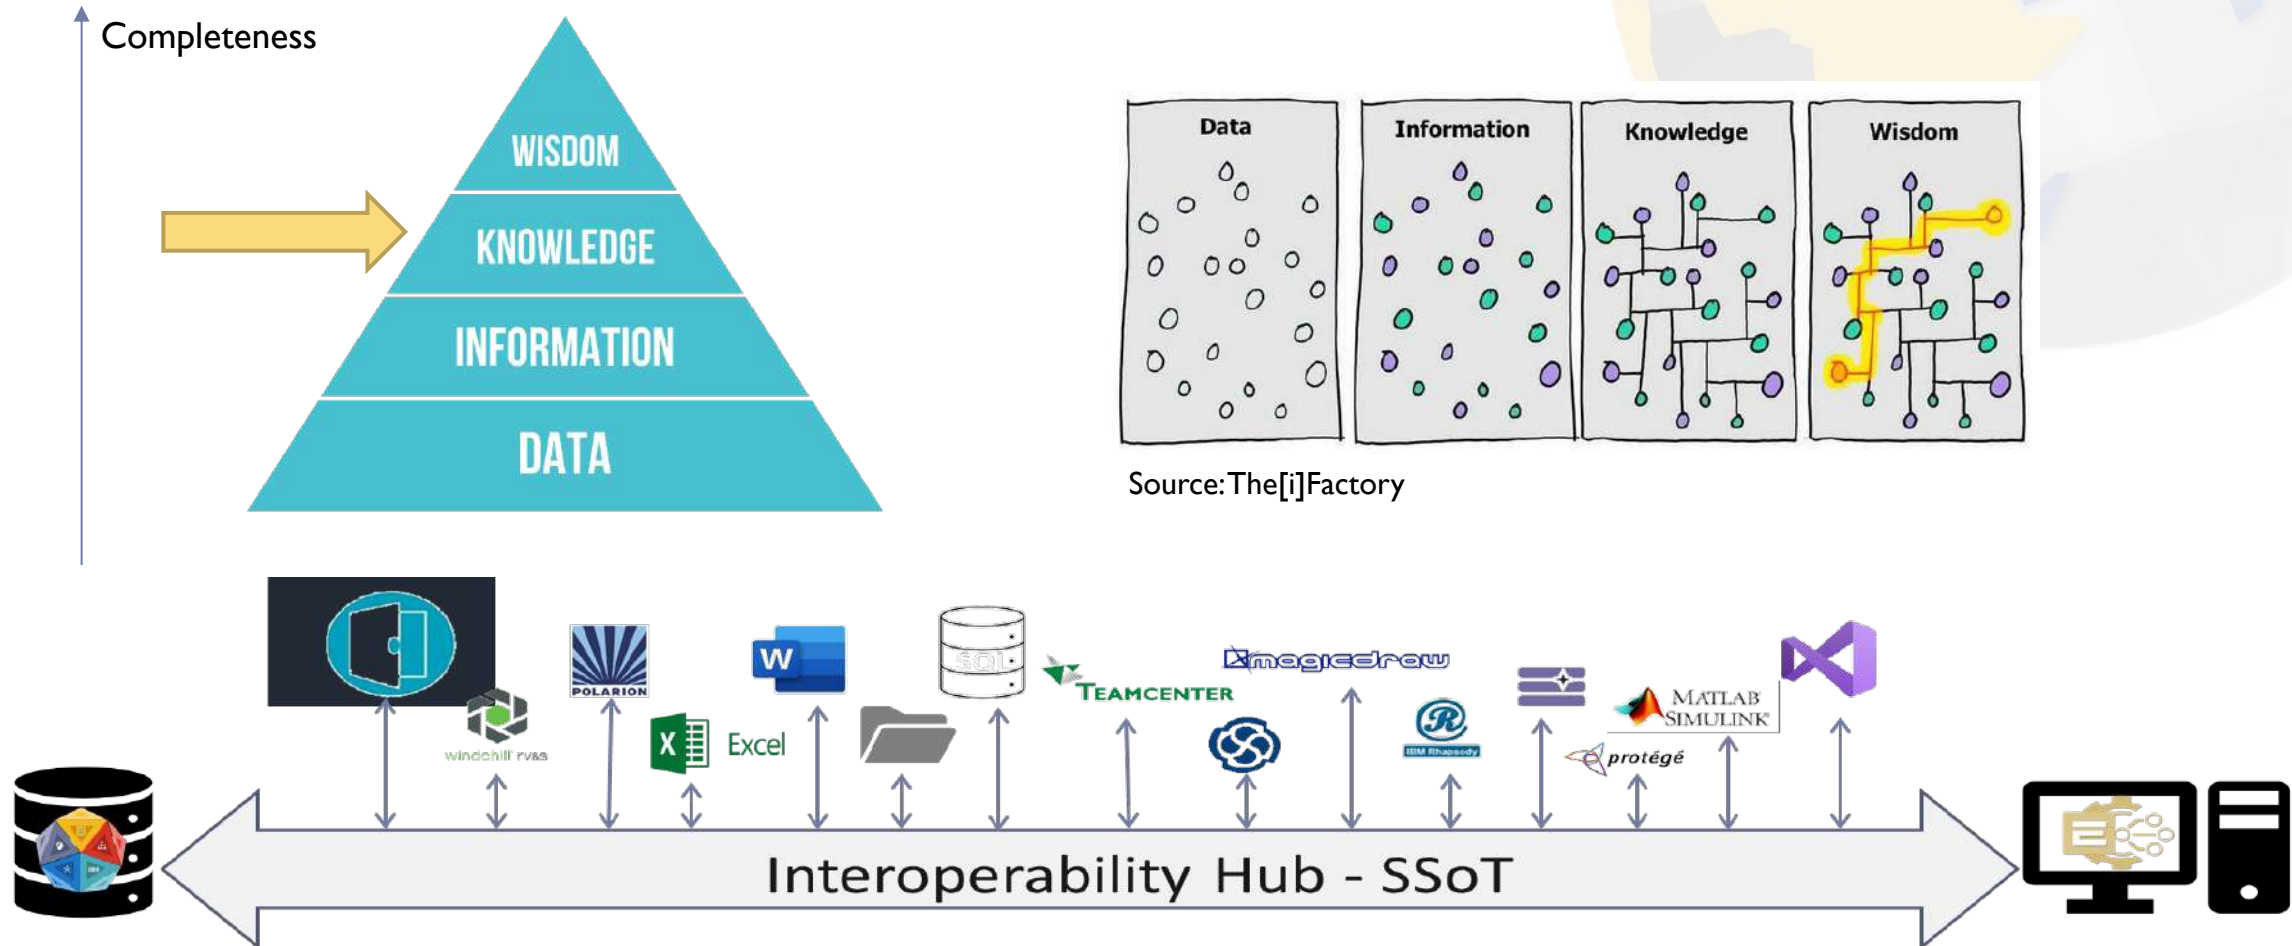 Completeness
WISDOM
KNOWLEDGE
INFORMATION
DATA
Data
Information
Knowledge
Wisdom
Source: The[i]Factory
POLARION
windchill rv&s
X
Excel
W
SQL
TEAMCENTER
magicdraw
R
IBM Rhapsody
MATLAB
SIMULINK
protégé
Interoperability Hub - SSoT